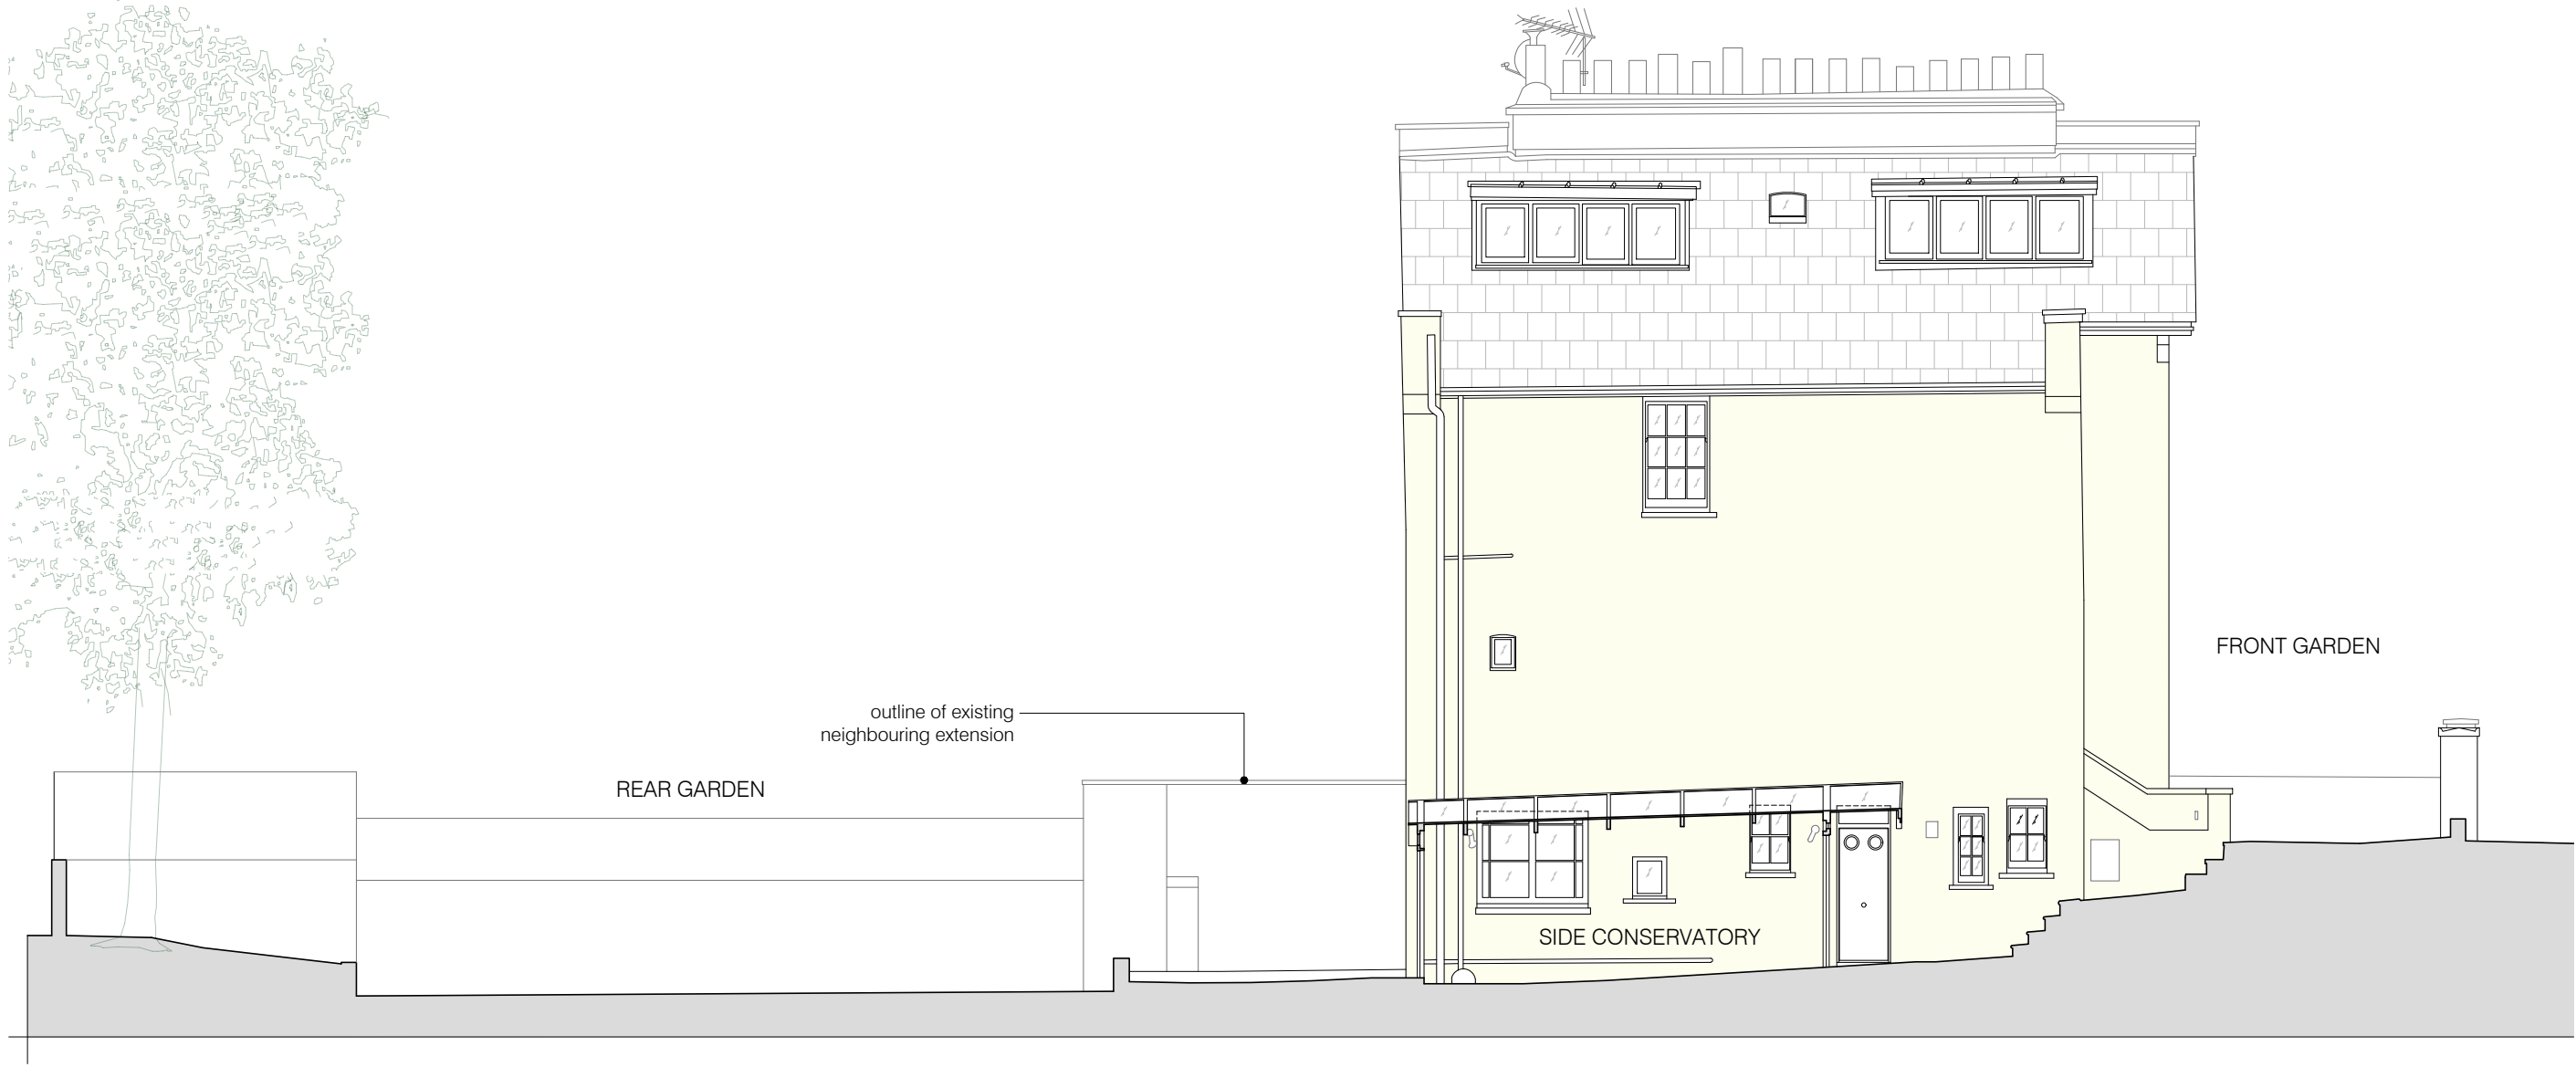 FRONT GARDEN
outline of existing
neighbouring extension
REAR GARDEN
SIDE CONSERVATORY